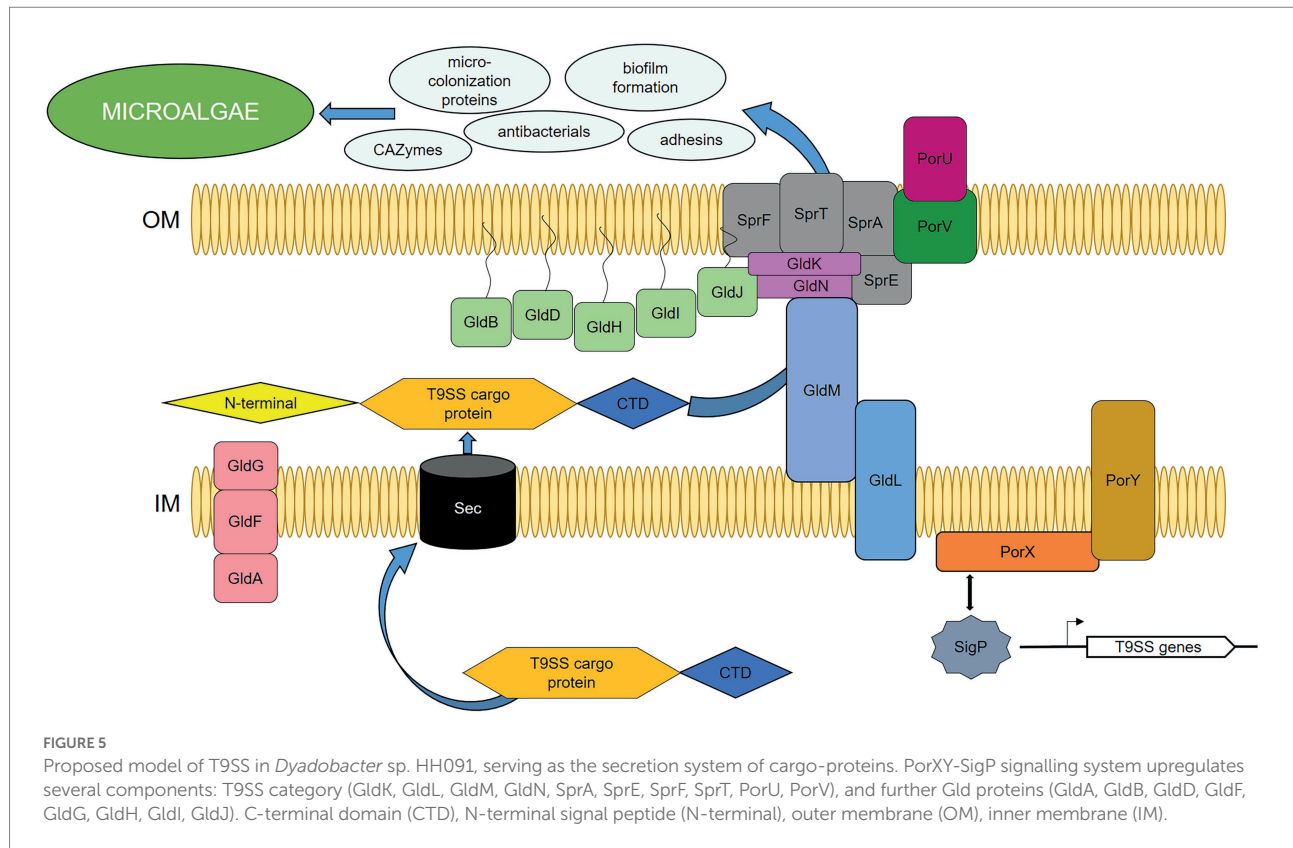 micro-
colonization
proteins
biofilm
formation
MICROALGAE
antibacterials
adhesins
CAZymes
PorU
OM
SprF
SprT
SprA
PorV
GldK
GldN
SprE
GldJ
GldB
GldD
GldH
GldI
GldM
N-terminal
T9SS cargo
protein
CTD
GldL
PorY
GldG
IM
GldF
Sec
GldA
PorX
SigP
T9SS genes
T9SS cargo
protein
CTD
FIGURE 5
Proposed model of T9SS in Dyadobacter sp. HH091, serving as the secretion system of cargo-proteins. PorXY-SigP signalling system upregulates
several components: T9SS category (GldK, GldL, GldM, GldN, SprA, SprE, SprF, SprT, PorU, PorV), and further Gld proteins (GldA, GldB, GldD, GldF,
GldG, GldH, GldI, GldJ). C-terminal domain (CTD), N-terminal signal peptide (N-terminal), outer membrane (OM), inner membrane (IM).